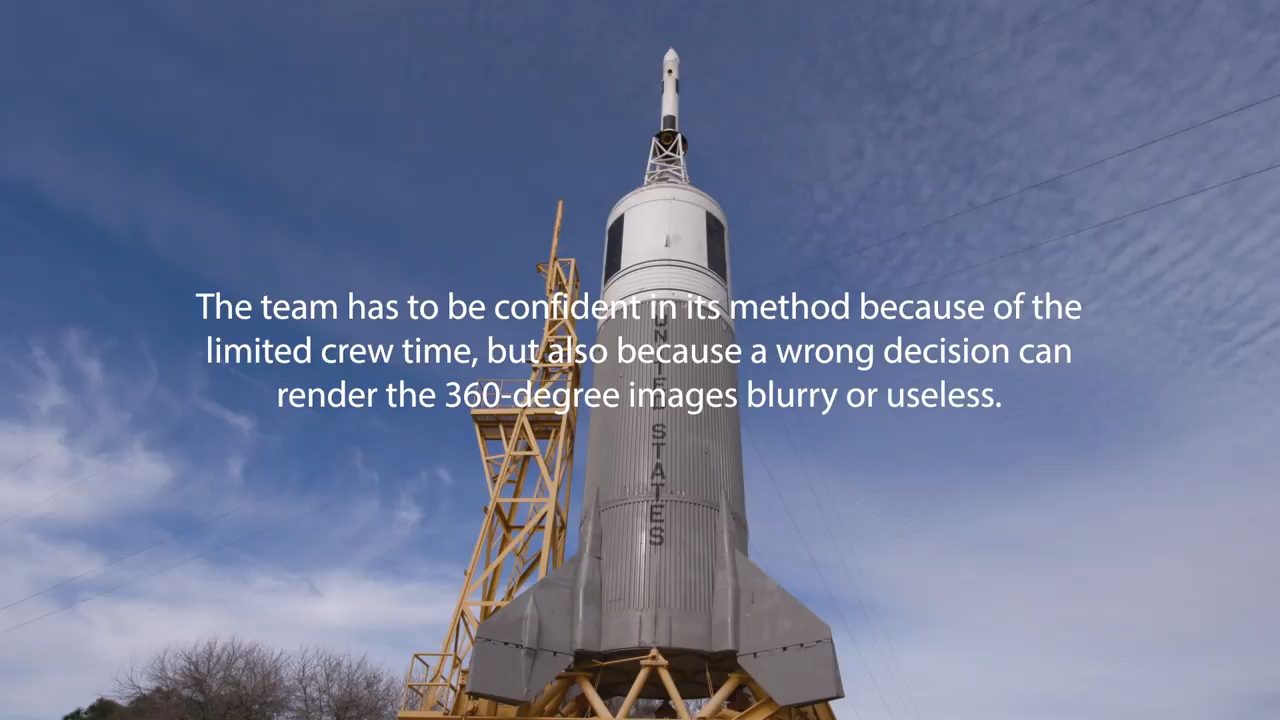 The team has to be confident in its method because of the
limited crew time, but also because a wrong decision can
render the 360-degree images blurry or useless.
UNITED STATES